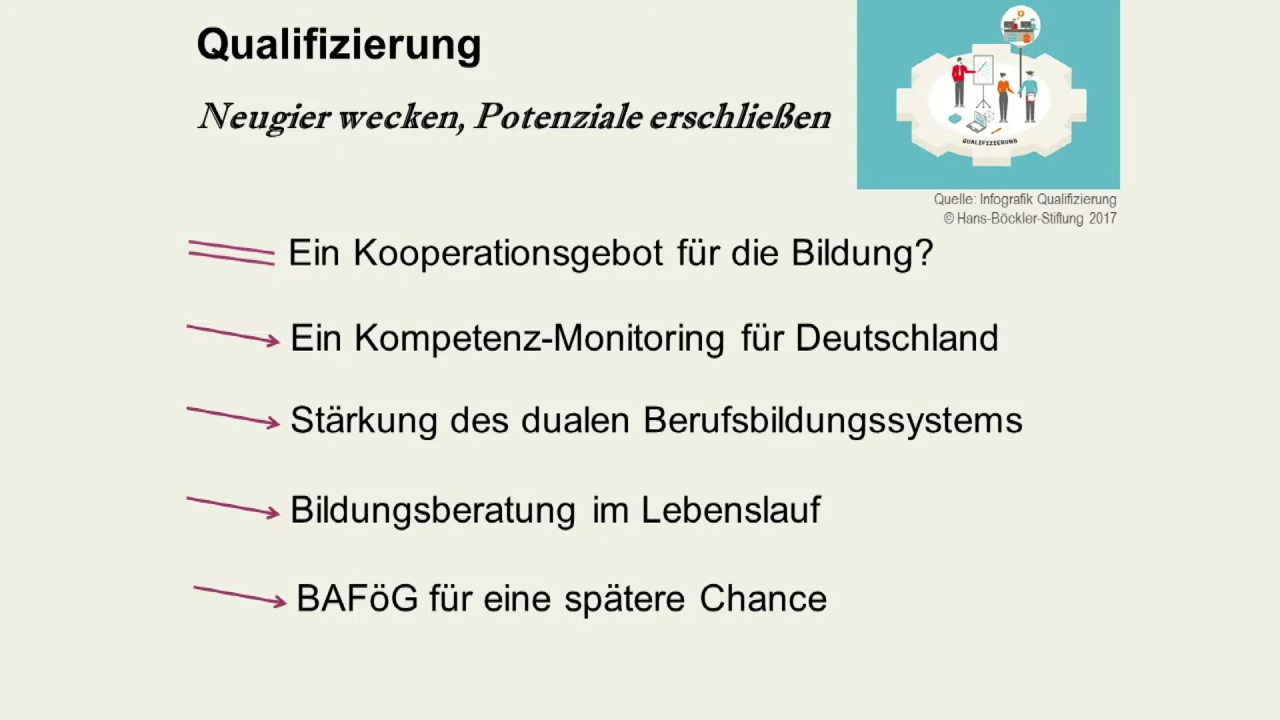 Qualifizierung
Neugier wecken, Potenziale erschließen
QUALIFIZIERUNG
Quelle: Infografik Qualifizierung
© Hans-Böckler-Stiftung 2017
Ein Kooperationsgebot für die Bildung?
Ein Kompetenz-Monitoring für Deutschland
Stärkung des dualen Berufsbildungssystems
Bildungsberatung im Lebenslauf
BAFöG für eine spätere Chance